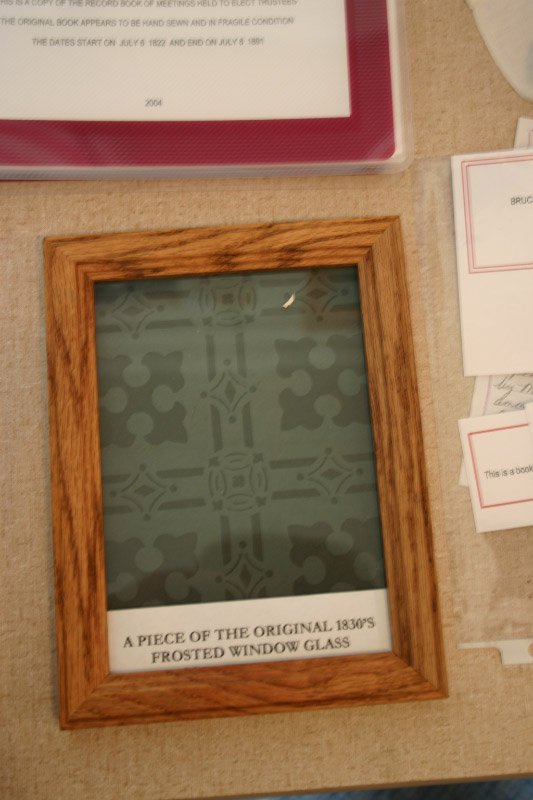 THIS IS A COPY OF THE RECORD BOOK OF MEETINGS HELD TO ELECT TRUSTEES
THE ORIGINAL BOOK APPEARS TO BE HAND SEWN AND IN FRAGILE CONDITION
THE DATES START ON JULY 6 1822 AND END ON JULY 8 1891
2004
BRUC
This is a book
A PIECE OF THE ORIGINAL 1830'S
FROSTED WINDOW GLASS